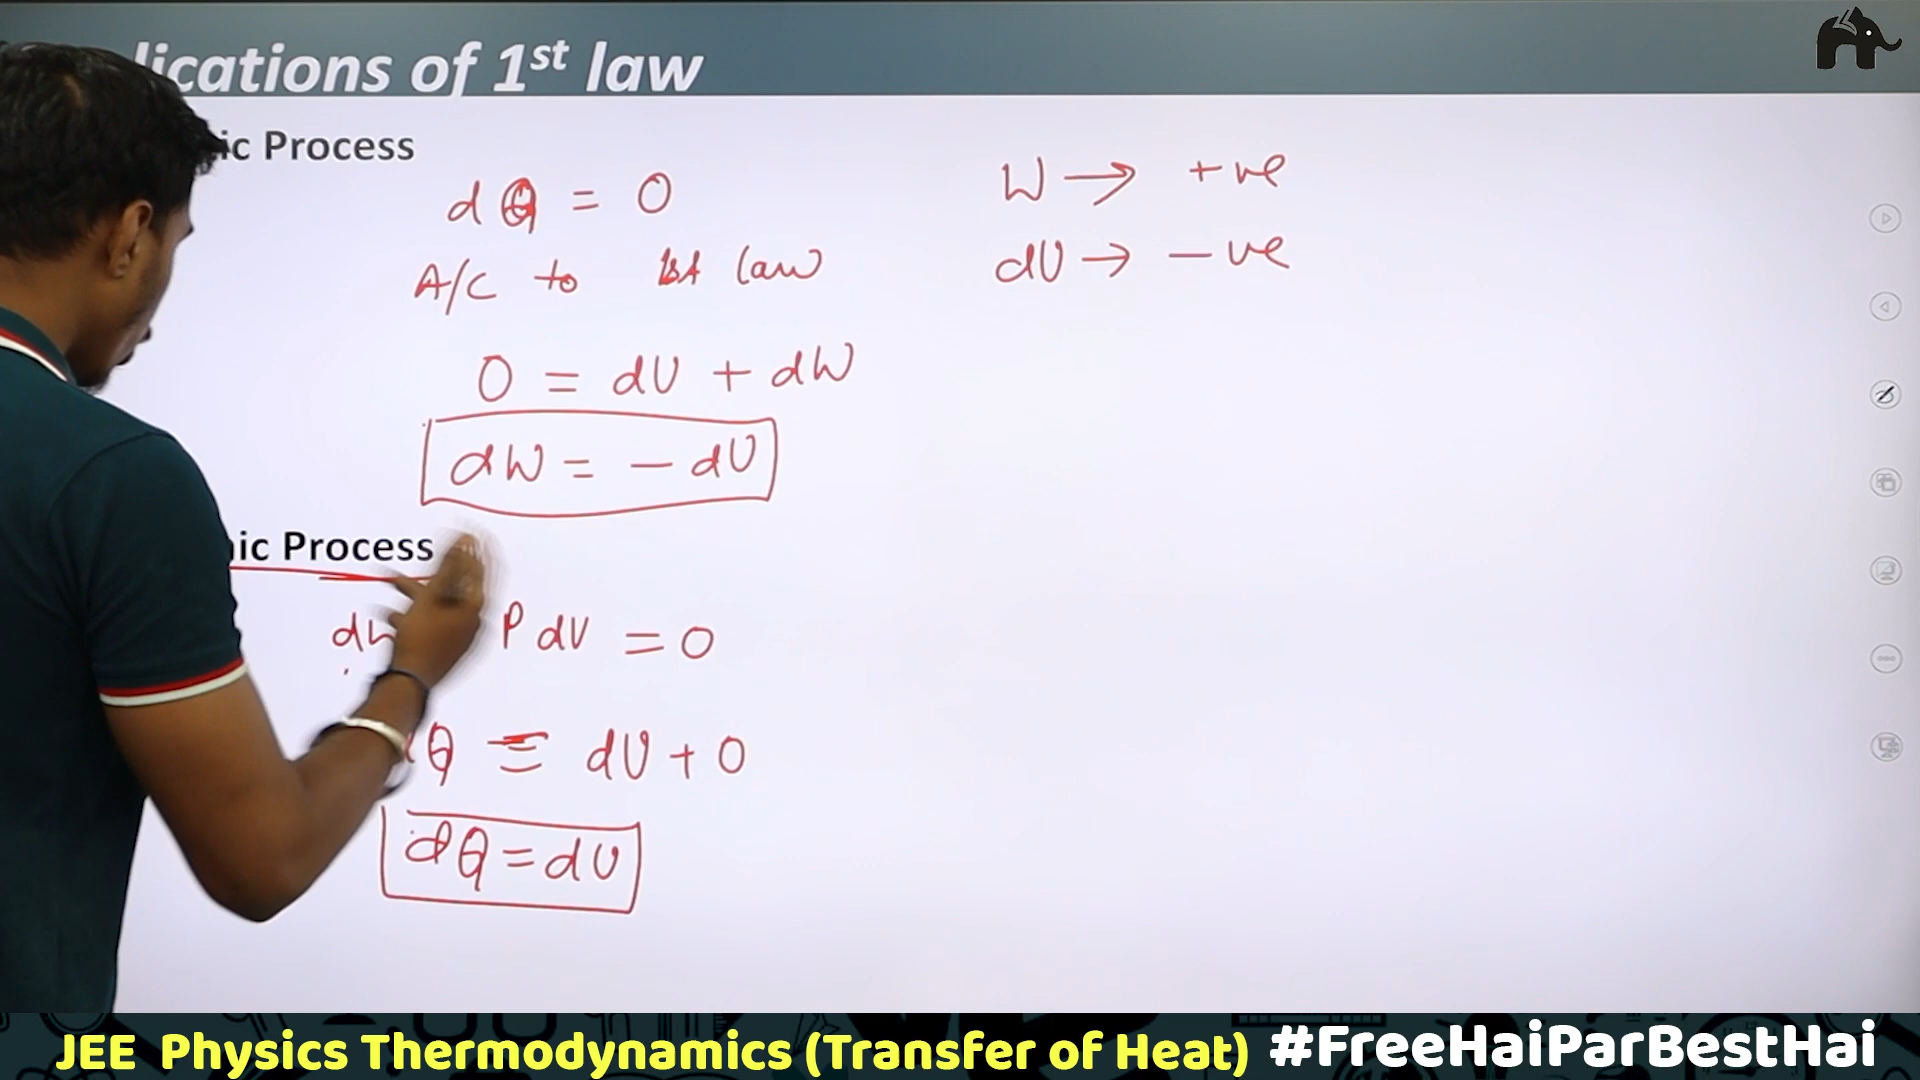 lications of 1st law
ic Process
dQ = 0
A/C to 1st law
0 = dU + dW
dW = - dU
W → +ve
dU → -ve
ic Process
P dV = 0
dQ = dU + 0
dQ = dU
JEE Physics Thermodynamics (Transfer of Heat) #FreeHaiParBestHai